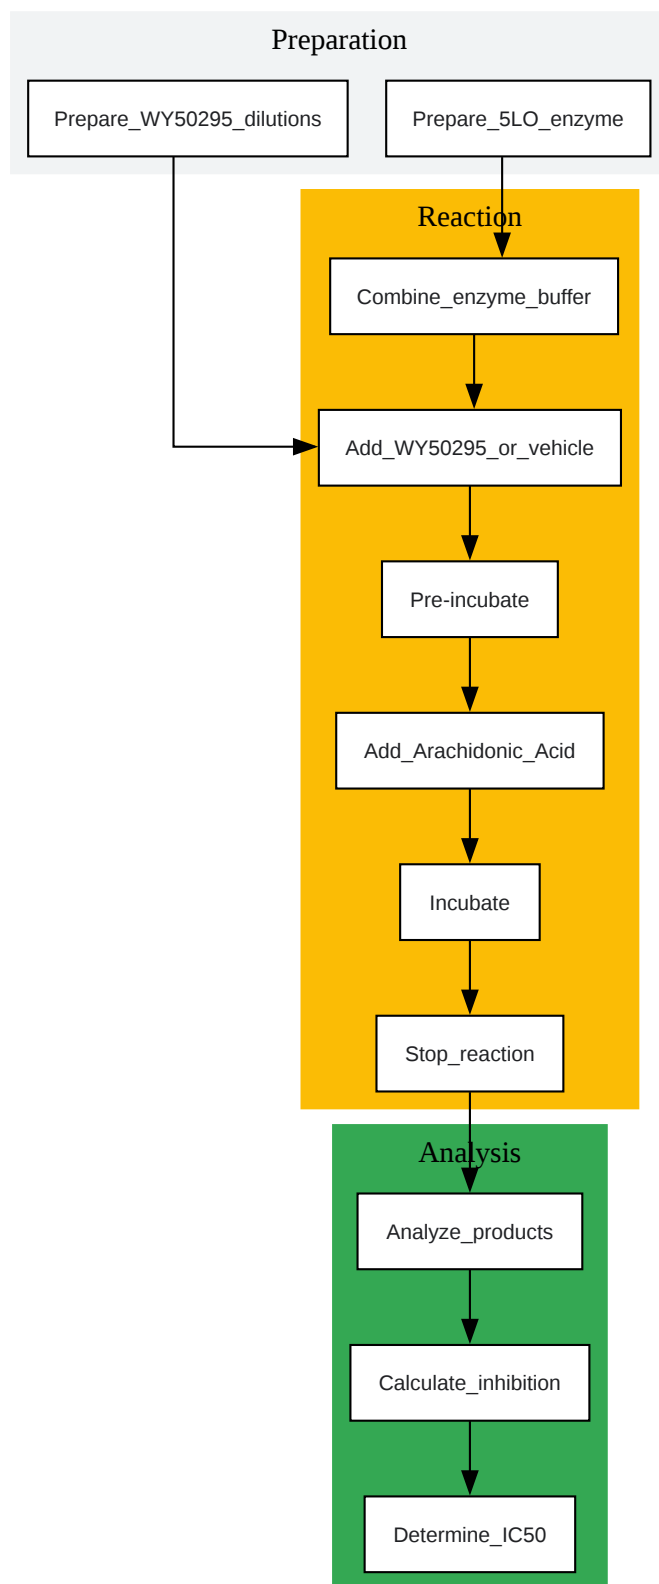 Preparation
Prepare_WY50295_dilutions
Prepare_5LO_enzyme
Reaction
Combine_enzyme_buffer
Add_WY50295_or_vehicle
Pre-incubate
Add_Arachidonic_Acid
Incubate
Stop_reaction
Analysis
Analyze_products
Calculate_inhibition
Determine_IC50